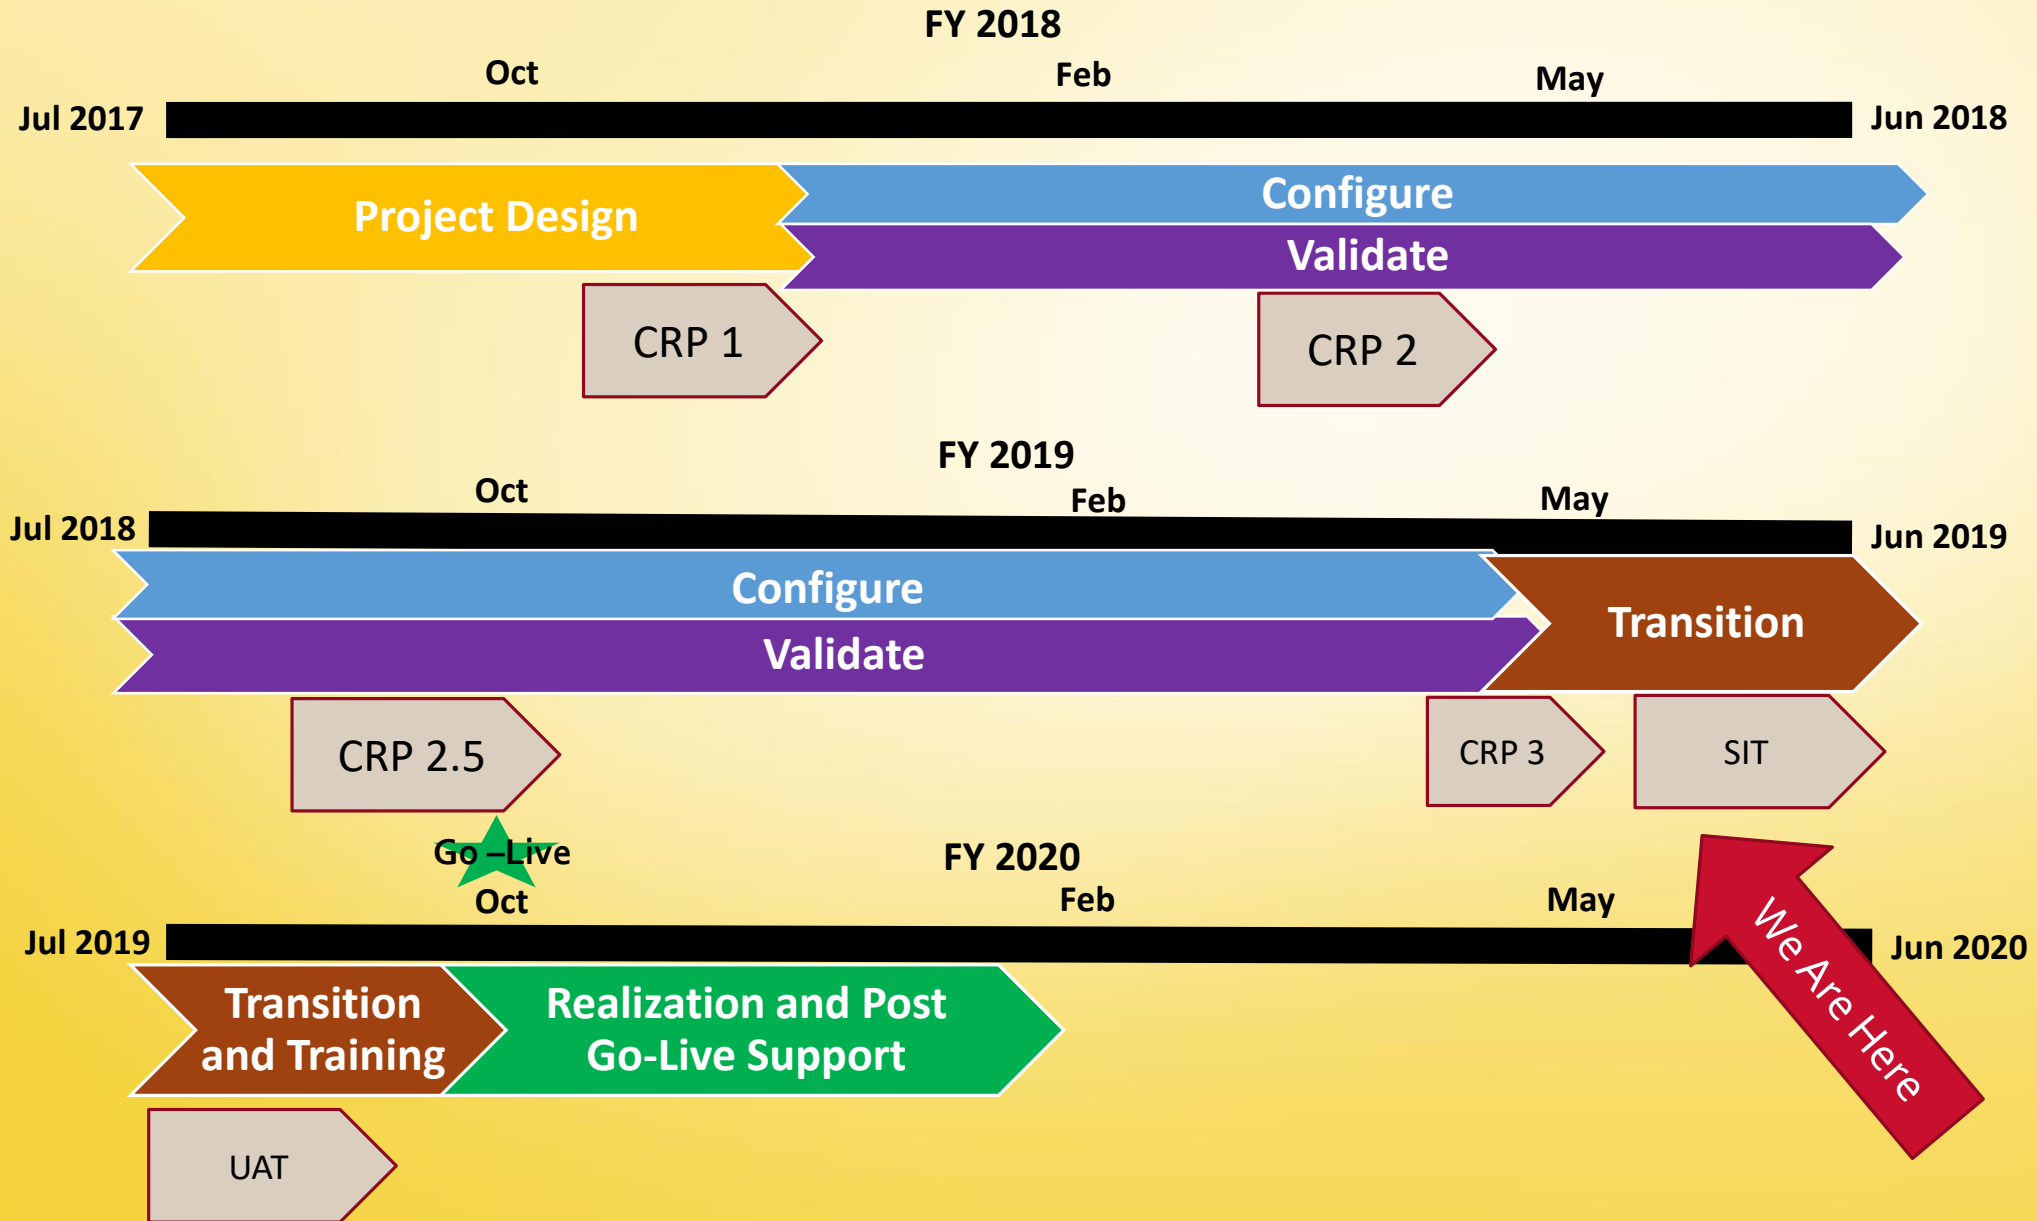 FY 2018
Oct
Feb
May
Jul 2017
Jun 2018
Project Design
Configure
Validate
CRP 1
CRP 2
FY 2019
Oct
Feb
May
Jul 2018
Jun 2019
Configure
Validate
Transition
CRP 2.5
CRP 3
SIT
Go –Live
FY 2020
Oct
Feb
May
Jul 2019
Jun 2020
We Are Here
Transition
and Training
Realization and Post
Go-Live Support
UAT